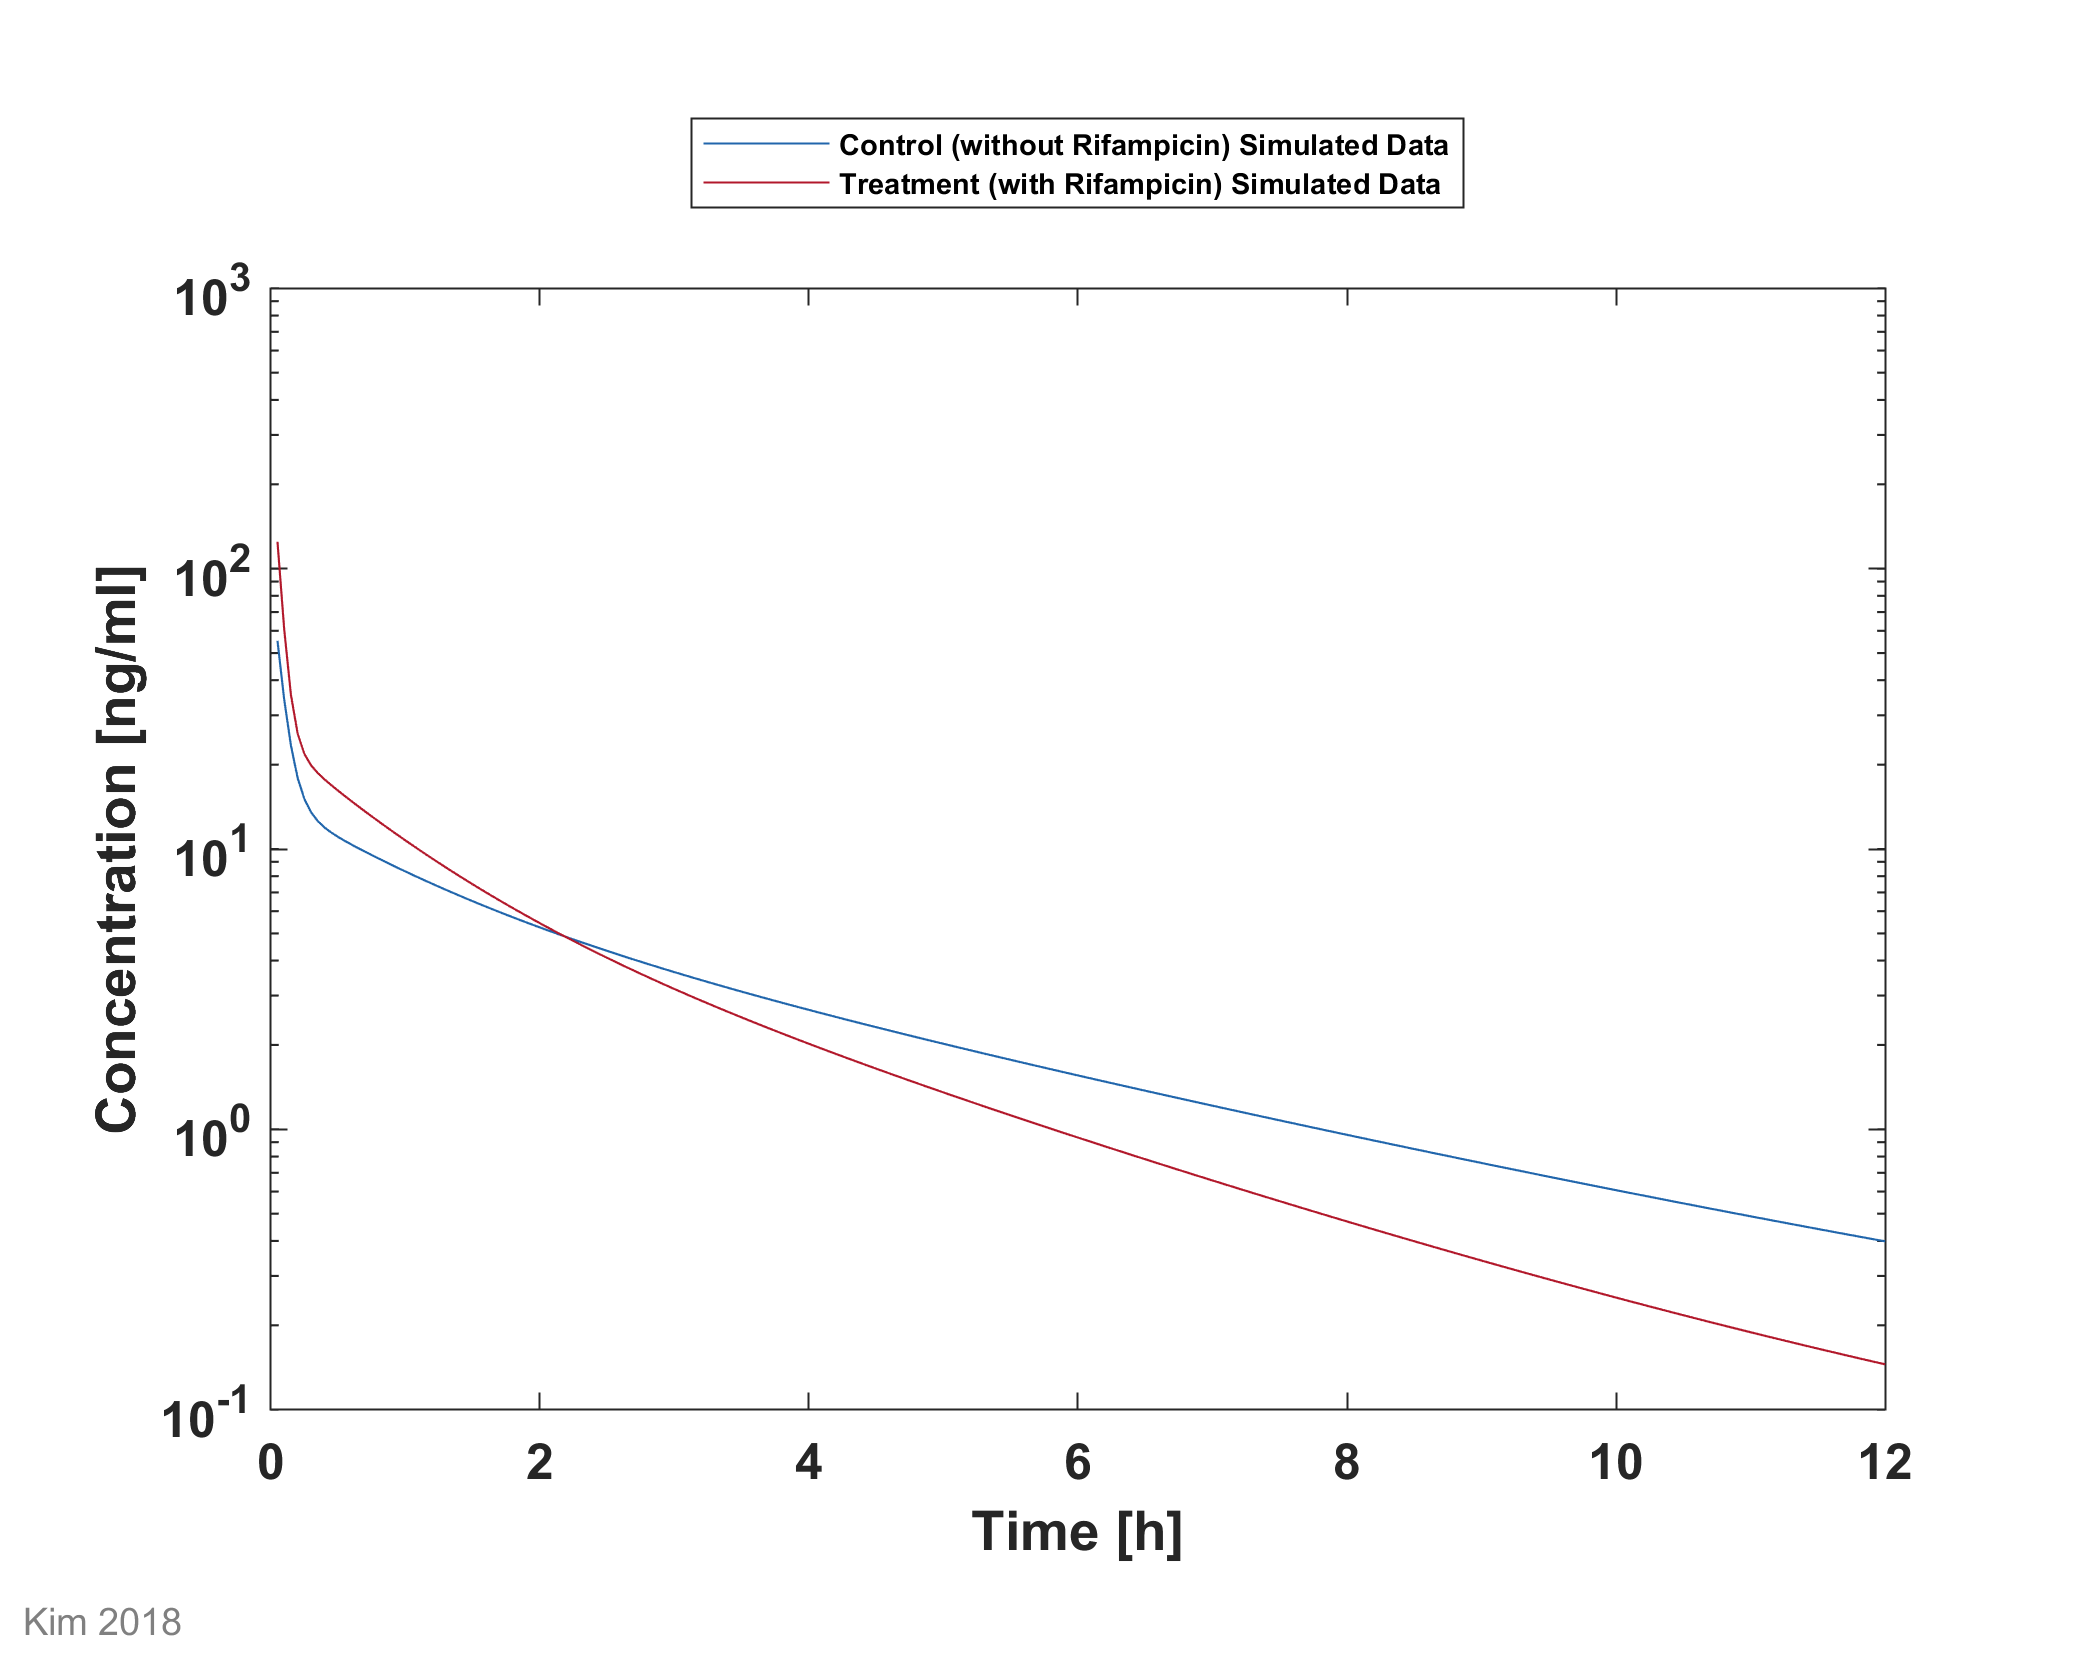 Control (without Rifampicin) Simulated Data
Treatment (with Rifampicin) Simulated Data
10^3
10^2
10^1
10^0
10^-1
Concentration [ng/ml]
0 2 4 6 8 10 12
Time [h]
Kim 2018